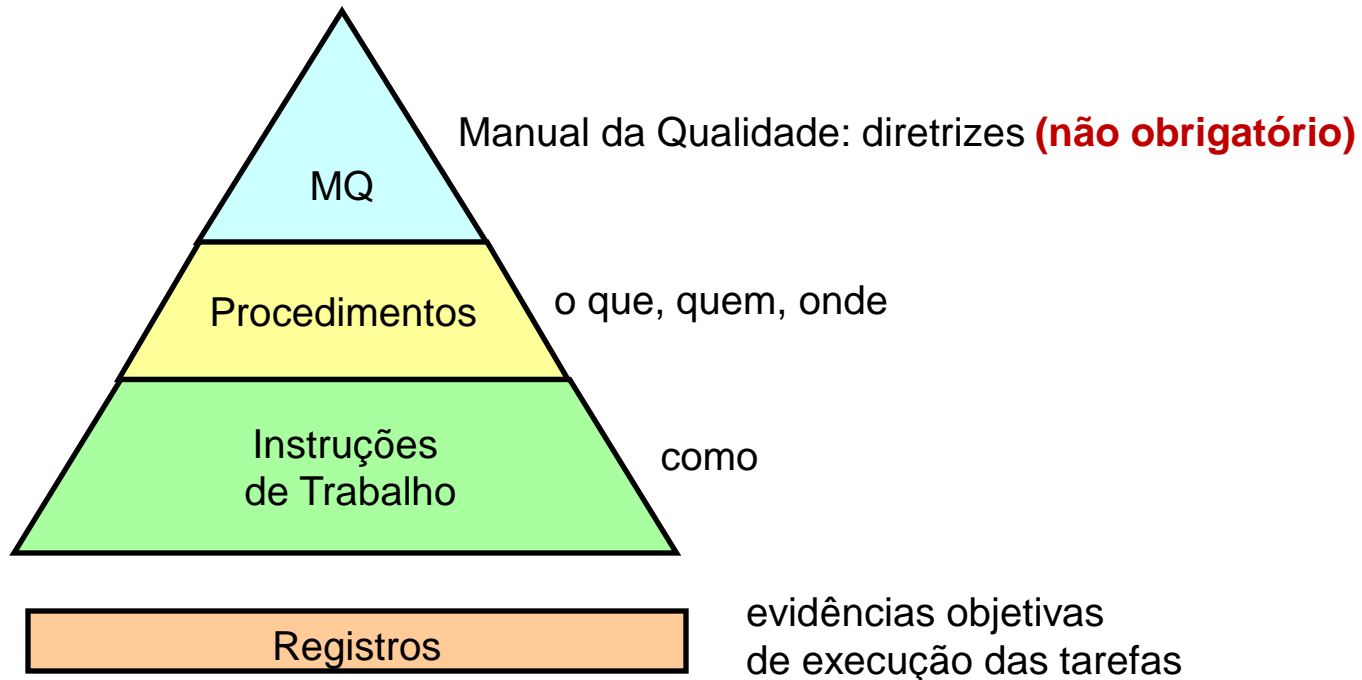 Manual da Qualidade: diretrizes (não obrigatório)
MQ
Procedimentos
o que, quem, onde
Instruções
de Trabalho
como
Registros
evidências objetivas
de execução das tarefas